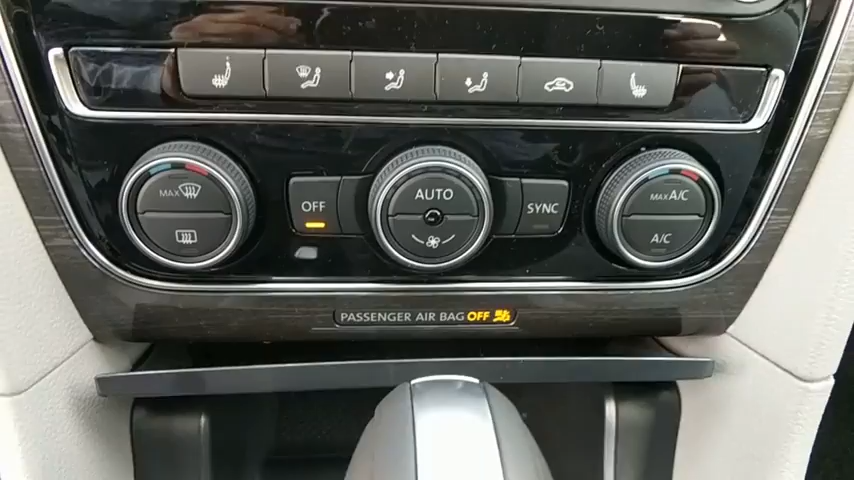 MAX
OFF
AUTO
SYNC
MAX A/C
A/C
PASSENGER AIR BAG OFF